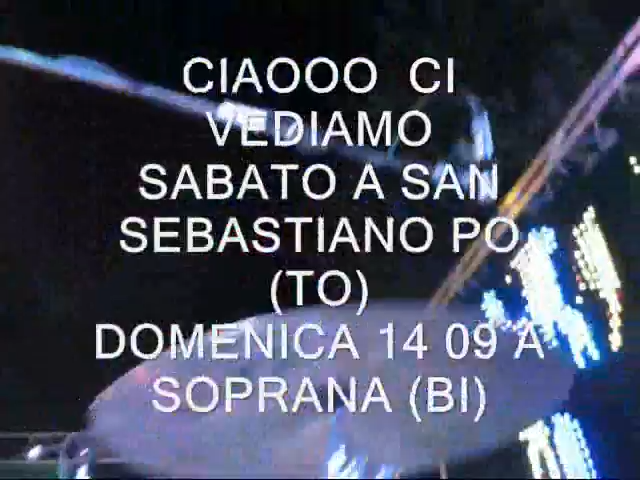 CIAOOO CI
VEDIAMO
SABATO A SAN
SEBASTIANO PO
(TO)
DOMENICA 14 09 A
SOPRANA (BI)